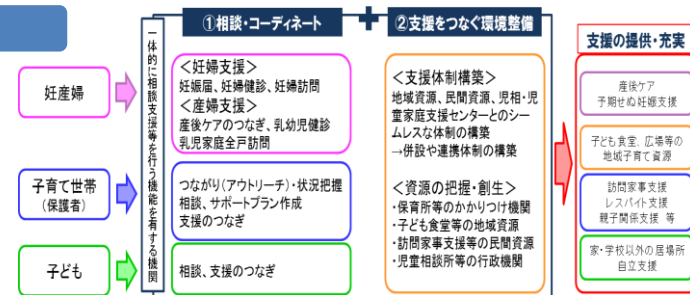 ①相談・コーディネート
②支援をつなぐ環境整備
支援の提供・充実
妊産婦
子育て世帯
(保護者)
子ども
一体的に相談支援等を行う機能を有する機関
<妊婦支援>
妊娠届、妊婦健診、妊婦訪問
<産婦支援>
産後ケアのつなぎ、乳幼児健診
乳児家庭全戸訪問
つながり(アウトリーチ)・状況把握
相談、サポートプラン作成
支援のつなぎ
相談、支援のつなぎ
<支援体制構築>
地域資源、民間資源、児相・児
童家庭支援センターとのシー
ムレスな体制の構築
→併設や連携体制の構築
<資源の把握・創生>
・保育所等のかかりつけ機関
・子ども食堂等の地域資源
・訪問家事支援等の民間資源
・児童相談所等の行政機関
産後ケア
予期せぬ妊娠支援
子ども食堂、広場等の
地域子育て資源
訪問家事支援
レスパイト支援
親子関係支援 等
家・学校以外の居場所
自立支援